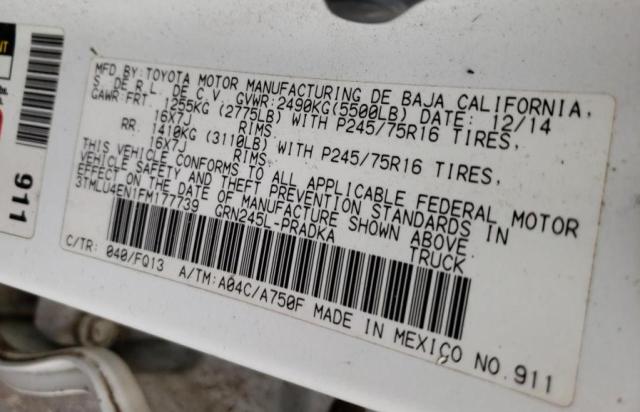 MFD BY:TOYOTA MOTOR MANUFACTURING DE BAJA CALIFORNIA,
S. DE R.L. DE C.V. GVWR:2490KG(5500LB) DATE: 12/14
GAWR:FRT. 1255KG (2775LB) WITH P245/75R16 TIRES,
16X7J RIMS,
RR. 1410KG (3110LB) WITH P245/75R16 TIRES,
16X7J RIMS.
THIS VEHICLE CONFORMS TO ALL APPLICABLE FEDERAL MOTOR
VEHICLE SAFETY AND THEFT PREVENTION STANDARDS IN
EFFECT ON THE DATE OF MANUFACTURE SHOWN ABOVE.
3TMLU4EN1FM177739 GRN245L-PRADKA TRUCK
C/TR: 040/FQ13 A/TM:A04C/A750F MADE IN MEXICO NO.911
911